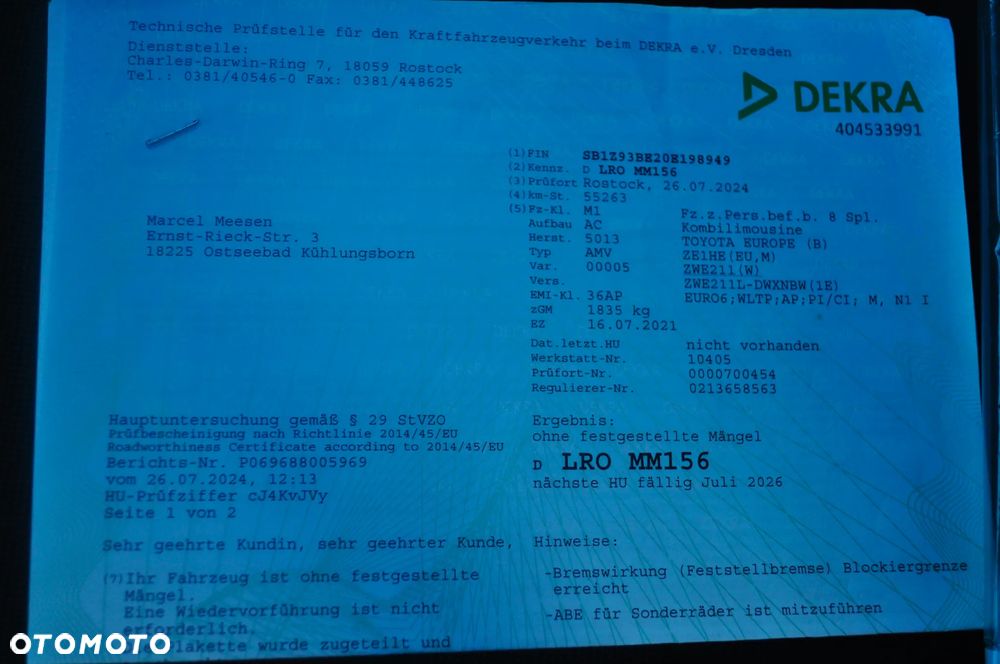 Technische Prüfstelle für den Kraftfahrzeugverkehr beim DEKRA e.V. Dresden
Dienststelle:
Charles-Darwin-Ring 7, 18059 Rostock
Tel.: 0381/40546-0 Fax: 0381/448625
DEKRA
404533991
(1)FIN SB1Z93BE20E198949
(2)Kennz. D LRO MM156
(3)Prüfort Rostock, 26.07.2024
(4)km-St. 55263
(5)Fz-Kl. M1 Fz.z.Pers.bef.b. 8 Spl.
Aufbau AC Kombilimousine
Herst. 5013 TOYOTA EUROPE (B)
Typ AMV ZE1HE(EU,M)
Var. 00005 ZWE211(W)
Vers. ZWE211L-DWXNBW(1E)
EMI-Kl. 36AP EURO6;WLTP;AP;PI/CI; M, N1 I
zGM 1835 kg
EZ 16.07.2021
Dat.letzt.HU nicht vorhanden
Werkstatt-Nr. 10405
Prüfort-Nr. 0000700454
Regulierer-Nr. 0213658563
Marcel Meesen
Ernst-Rieck-Str. 3
18225 Ostseebad Kühlungsborn
Hauptuntersuchung gemäß § 29 StVZO
Prüfbescheinigung nach Richtlinie 2014/45/EU
Roadworthiness Certificate according to 2014/45/EU
Berichts-Nr. P069688005969
vom 26.07.2024, 12:13
HU-Prüfziffer cJ4KvJVy
Seite 1 von 2
Ergebnis:
ohne festgestellte Mängel
D LRO MM156
nächste HU fällig Juli 2026
Sehr geehrte Kundin, sehr geehrter Kunde,
(7)Ihr Fahrzeug ist ohne festgestellte
Mängel.
Eine Wiedervorführung ist nicht
erforderlich.
wurde zugeteilt und
Hinweise:
-Bremswirkung (Feststellbremse) Blockiergrenze
erreicht
-ABE für Sonderräder ist mitzuführen
OTOMOTO